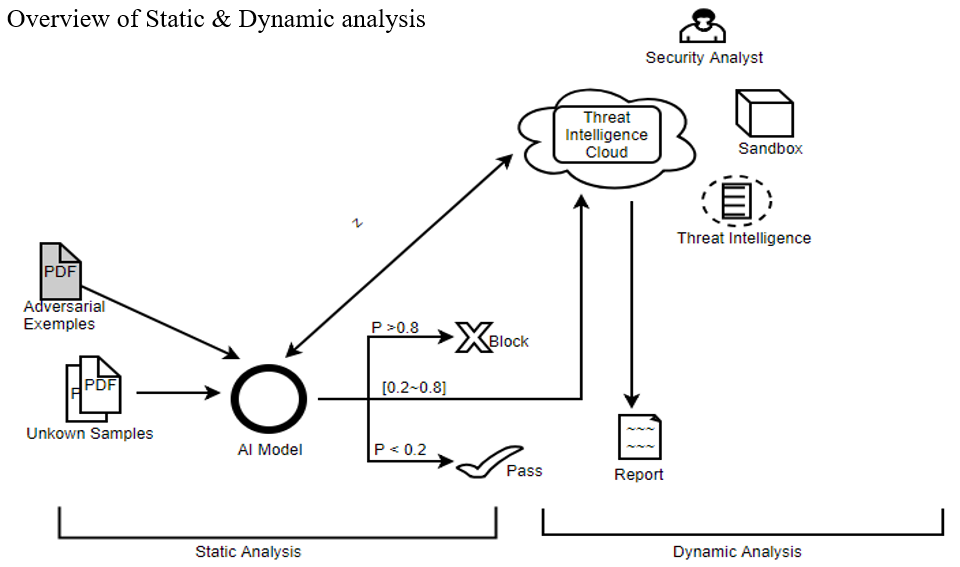 Overview of Static & Dynamic analysis
Security Analyst
Threat
Intelligence
Cloud
Sandbox
Threat Intelligence
z
PDF
Adversarial
Exemples
P >0.8
Block
P
PDF
[0.2~0.8]
Unkown Samples
AI Model
P < 0.2
Pass
~~~
~~~
Report
Static Analysis
Dynamic Analysis